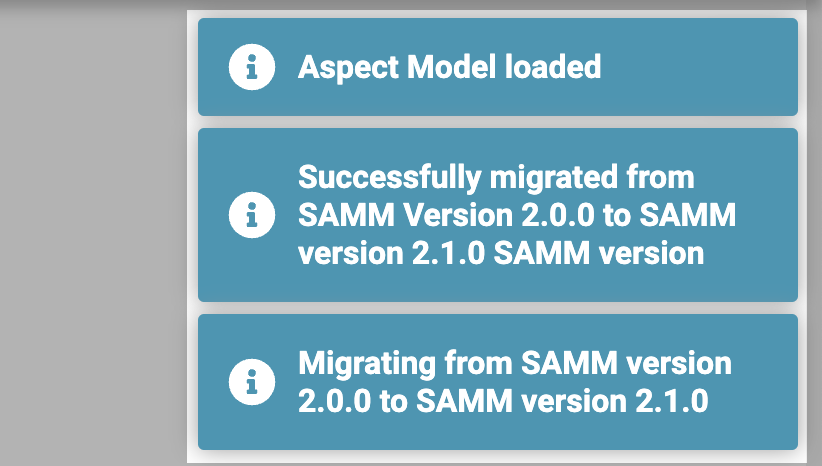 Aspect Model loaded
Successfully migrated from
SAMM Version 2.0.0 to SAMM
version 2.1.0 SAMM version
Migrating from SAMM version
2.0.0 to SAMM version 2.1.0